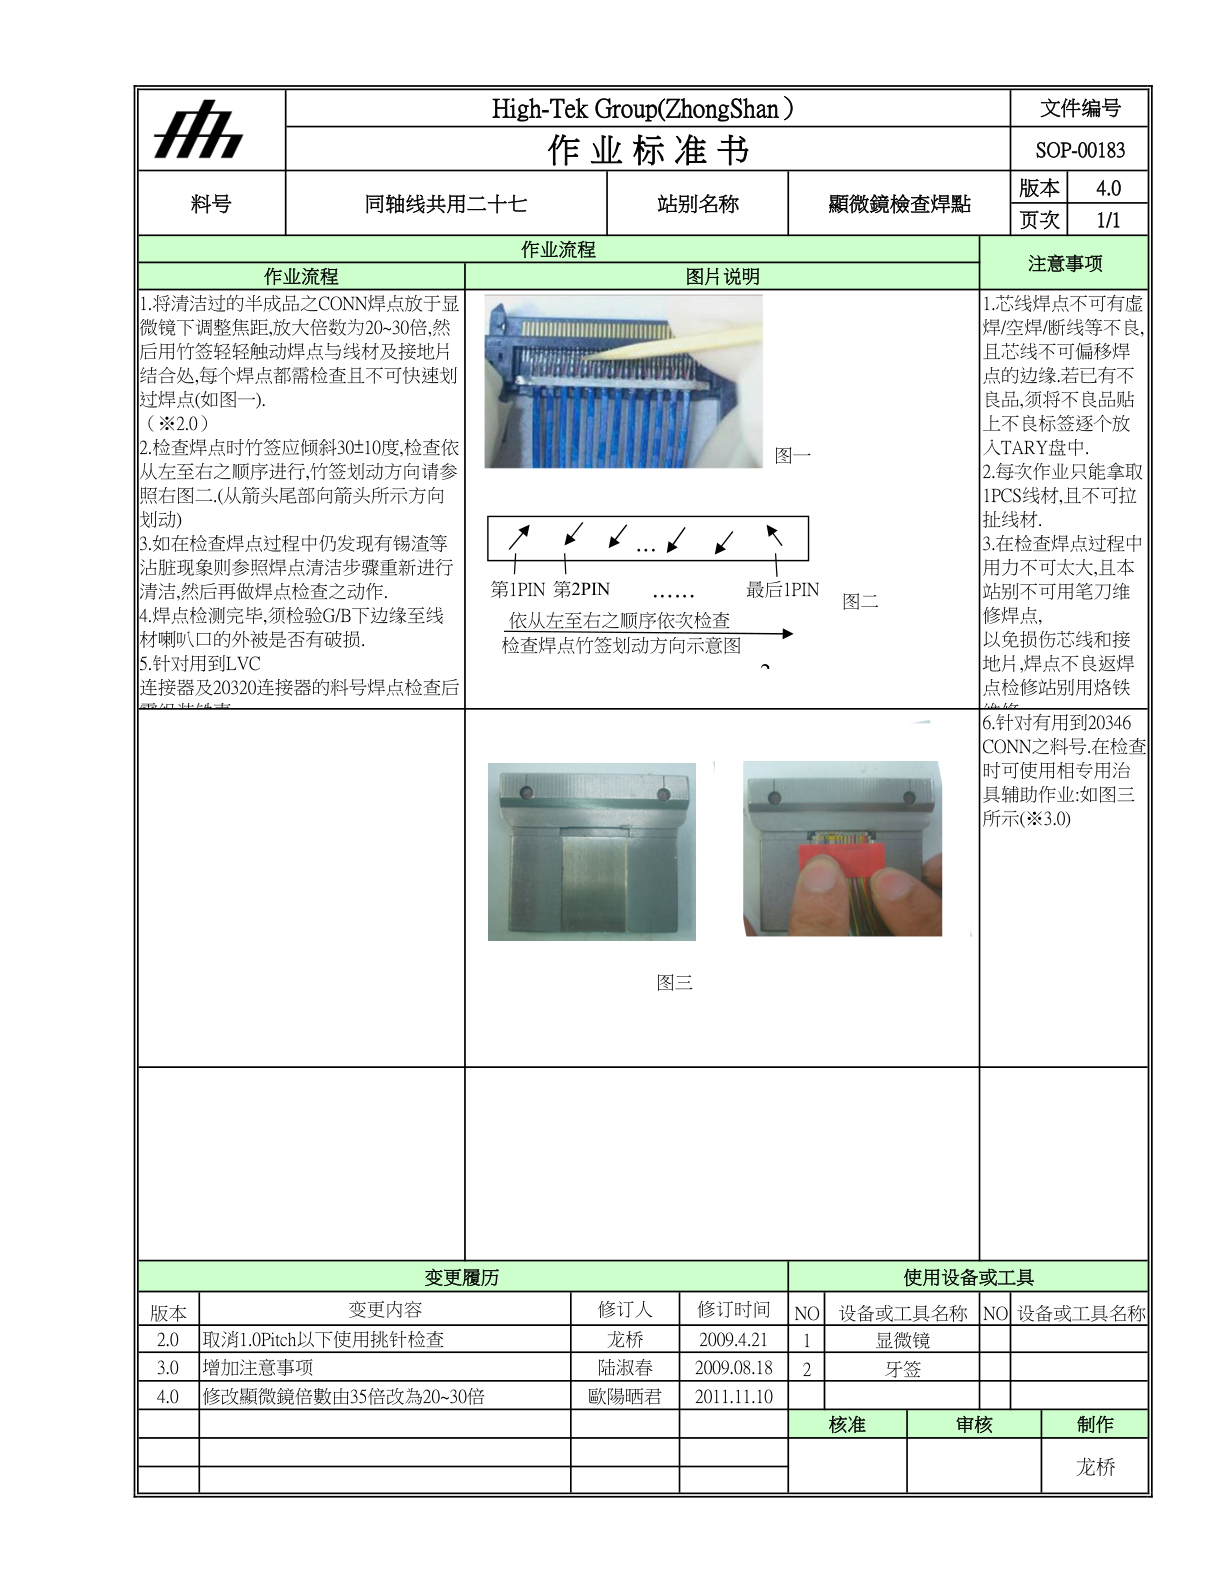 High-Tek Group(ZhongShan）
文件编号
作 业 标 准 书
SOP-00183
料号
同轴线共用二十七
站别名称
顯微鏡檢查焊點
版本
4.0
页次
1/1
作业流程
注意事项
作业流程
图片说明
1.将清洁过的半成品之CONN焊点放于显
微镜下调整焦距,放大倍数为20~30倍,然
后用竹签轻轻触动焊点与线材及接地片
结合处,每个焊点都需检查且不可快速划
过焊点(如图一).
（※2.0）
2.检查焊点时竹签应倾斜30±10度,检查依
从左至右之顺序进行,竹签划动方向请参
照右图二.(从箭头尾部向箭头所示方向
划动)
3.如在检查焊点过程中仍发现有锡渣等
沾脏现象则参照焊点清洁步骤重新进行
清洁,然后再做焊点检查之动作.
4.焊点检测完毕,须检验G/B下边缘至线
材喇叭口的外被是否有破损.
5.针对用到LVC
连接器及20320连接器的料号焊点检查后
图一
…
第1PIN 第2PIN …… 最后1PIN
图二
依从左至右之顺序依次检查
检查焊点竹签划动方向示意图
1.芯线焊点不可有虚
焊/空焊/断线等不良,
且芯线不可偏移焊
点的边缘.若已有不
良品,须将不良品贴
上不良标签逐个放
入TARY盘中.
2.每次作业只能拿取
1PCS线材,且不可拉
扯线材.
3.在检查焊点过程中
用力不可太大,且本
站别不可用笔刀维
修焊点,
以免损伤芯线和接
地片,焊点不良返焊
点检修站别用烙铁
图三
6.针对有用到20346
CONN之料号.在检查
时可使用相专用治
具辅助作业:如图三
所示(※3.0)
变更履历
使用设备或工具
版本 变更内容 修订人 修订时间 NO 设备或工具名称 NO 设备或工具名称
2.0 取消1.0Pitch以下使用挑针检查 龙桥 2009.4.21 1 显微镜
3.0 增加注意事项 陆淑春 2009.08.18 2 牙签
4.0 修改顯微鏡倍數由35倍改為20~30倍 歐陽晒君 2011.11.10
核准 审核 制作
龙桥